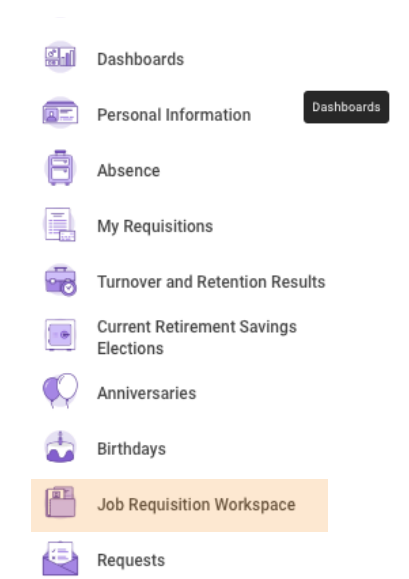 Dashboards
Personal Information
Dashboards
Absence
My Requisitions
Turnover and Retention Results
Current Retirement Savings
Elections
Anniversaries
Birthdays
Job Requisition Workspace
Requests